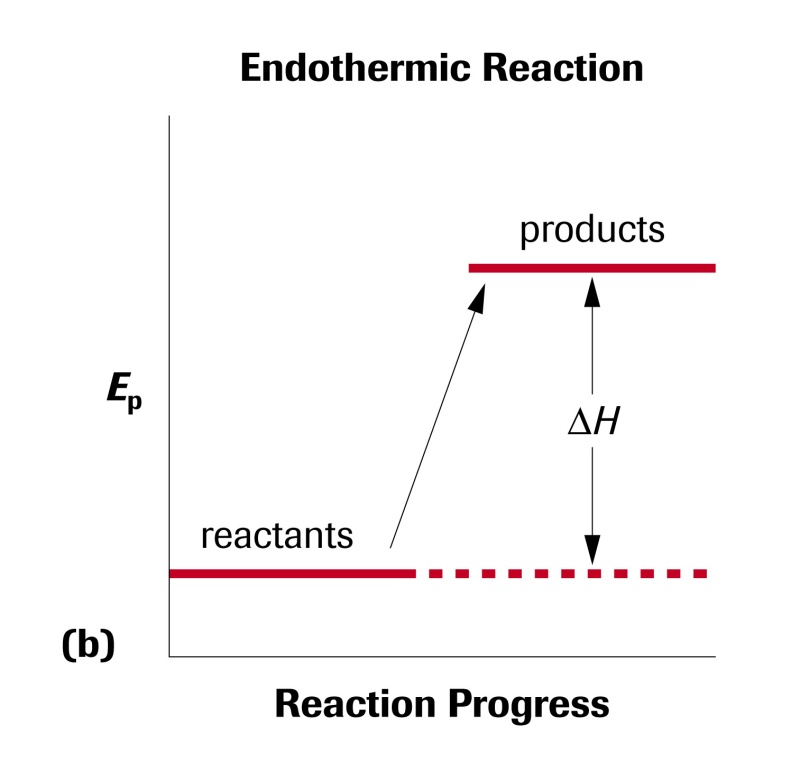 Endothermic Reaction
products
Ep
ΔH
reactants
(b)
Reaction Progress